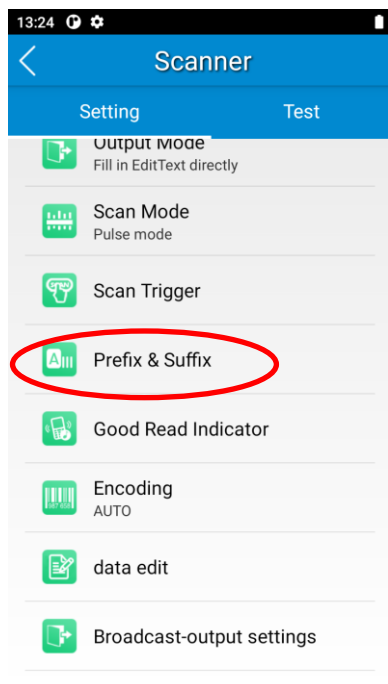 13:24
Scanner
Setting
Test
Output Mode
Fill in EditText directly
Scan Mode
Pulse mode
Scan Trigger
Prefix & Suffix
Good Read Indicator
Encoding
AUTO
data edit
Broadcast-output settings